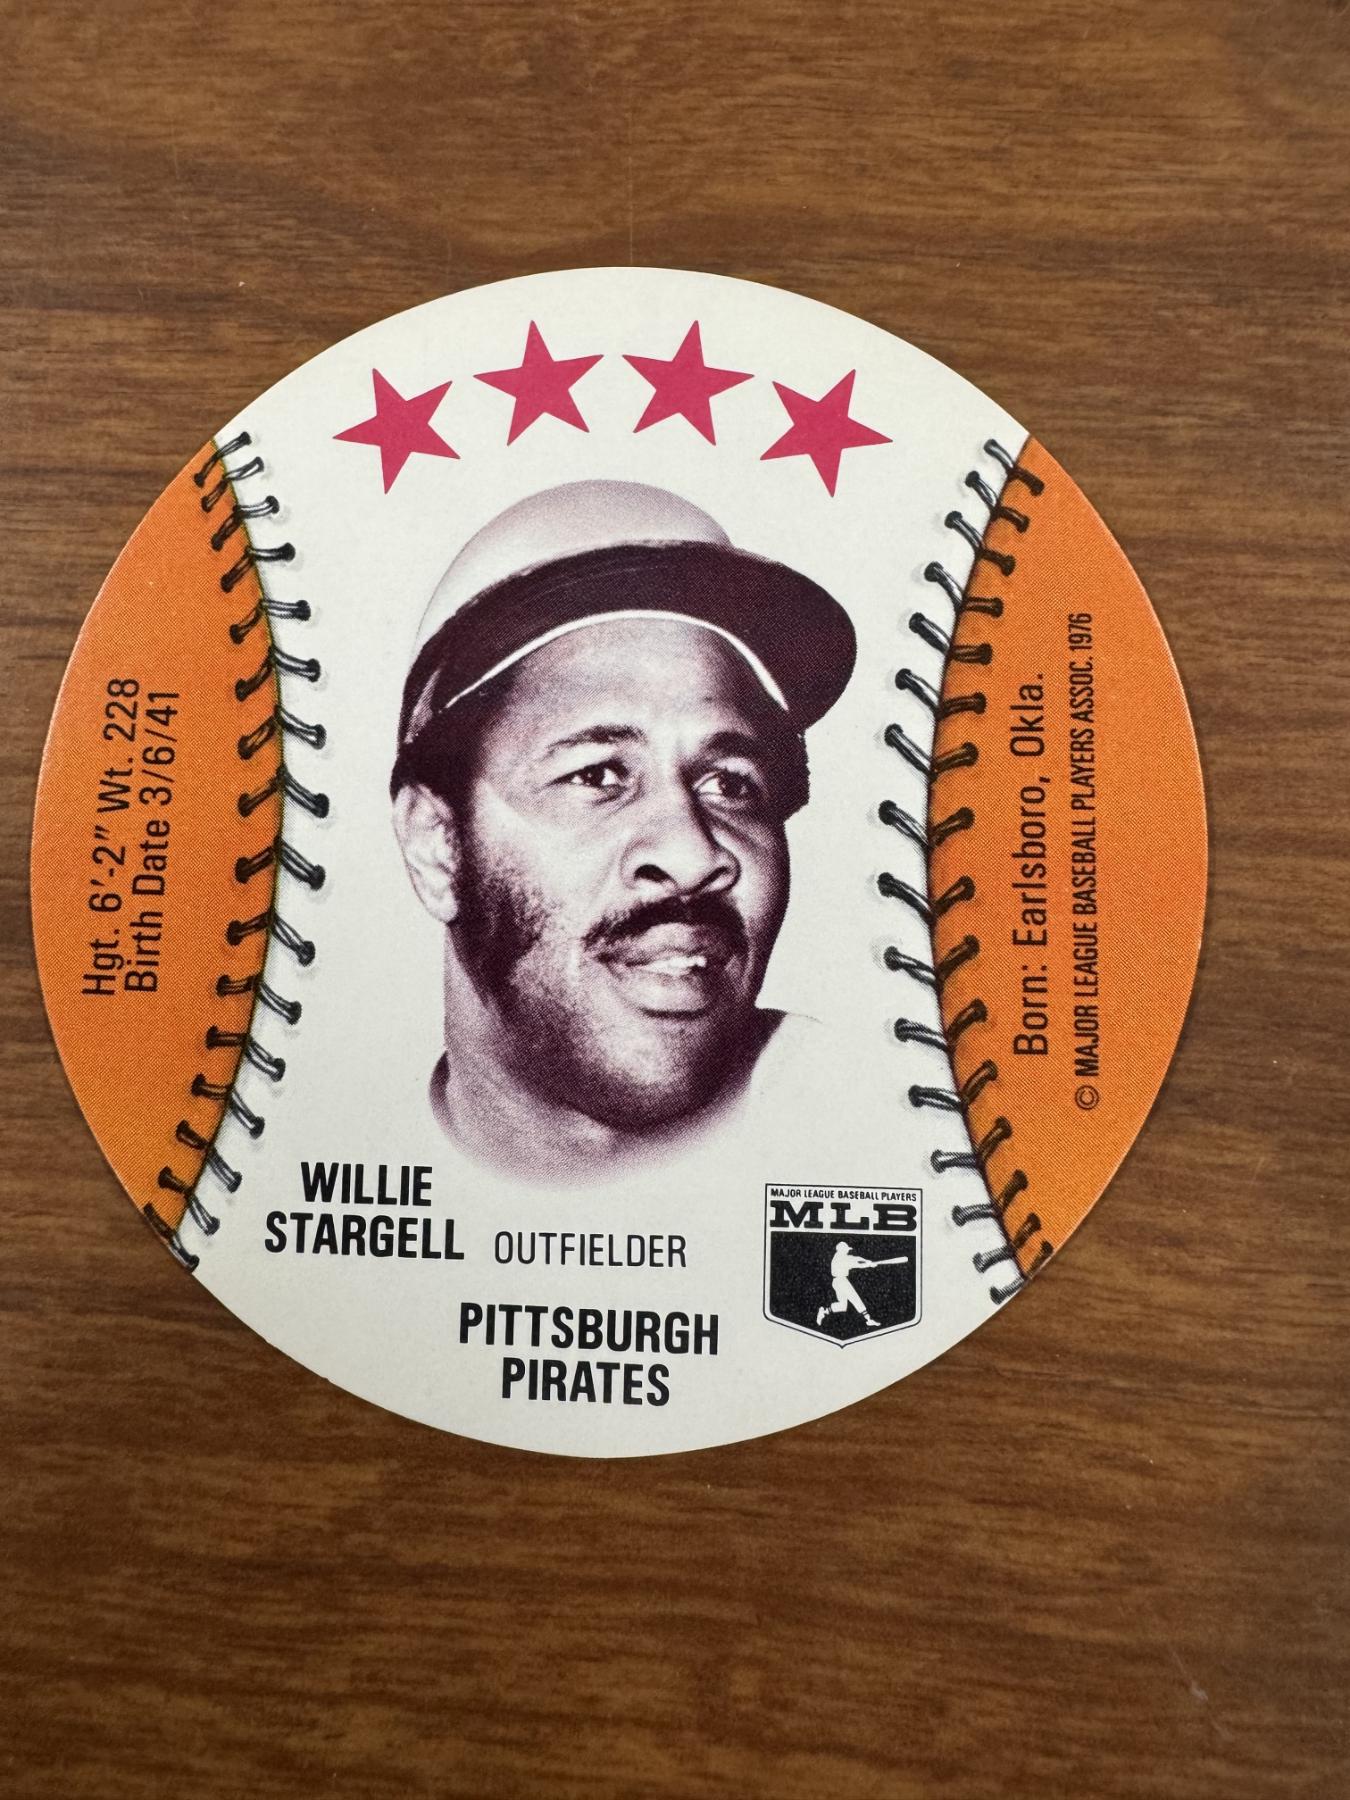 Hgt. 6'-2" Wt. 228
Birth Date 3/6/41
WILLIE
STARGELL
OUTFIELDER
PITTSBURGH
PIRATES
MAJOR LEAGUE BASEBALL PLAYERS
MLB
Born: Earlsboro, Okla.
© MAJOR LEAGUE BASEBALL PLAYERS ASSOC. 1976